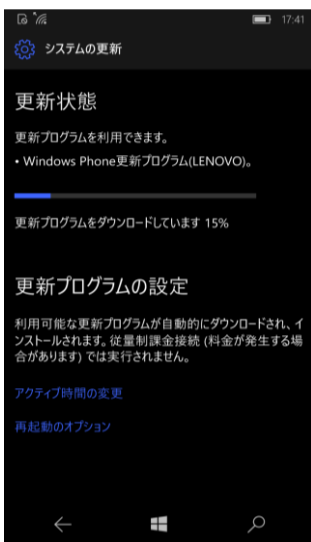 17:41
システムの更新
更新状態
更新プログラムを利用できます。
• Windows Phone更新プログラム(LENOVO)。
更新プログラムをダウンロードしています 15%
更新プログラムの設定
利用可能な更新プログラムが自動的にダウンロードされ、イ
ンストールされます。従量制課金接続 (料金が発生する場
合があります) では実行されません。
アクティブ時間の変更
再起動のオプション